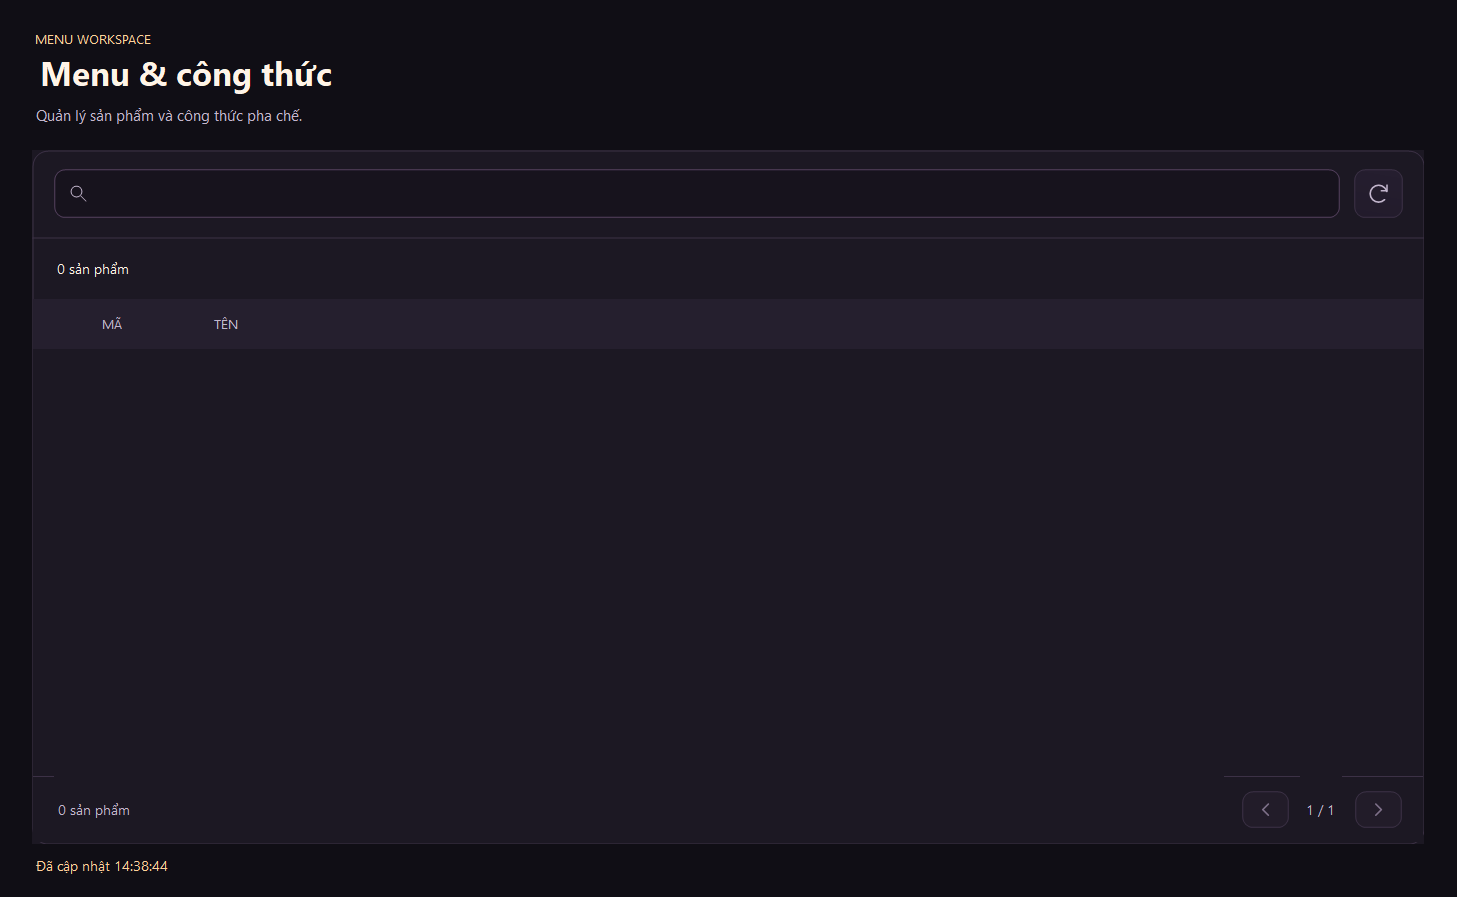 MENU WORKSPACE
Menu & công thức
Quản lý sản phẩm và công thức pha chế.
0 sản phẩm
MÃ TÊN
0 sản phẩm 1 / 1
Đã cập nhật 14:38:44